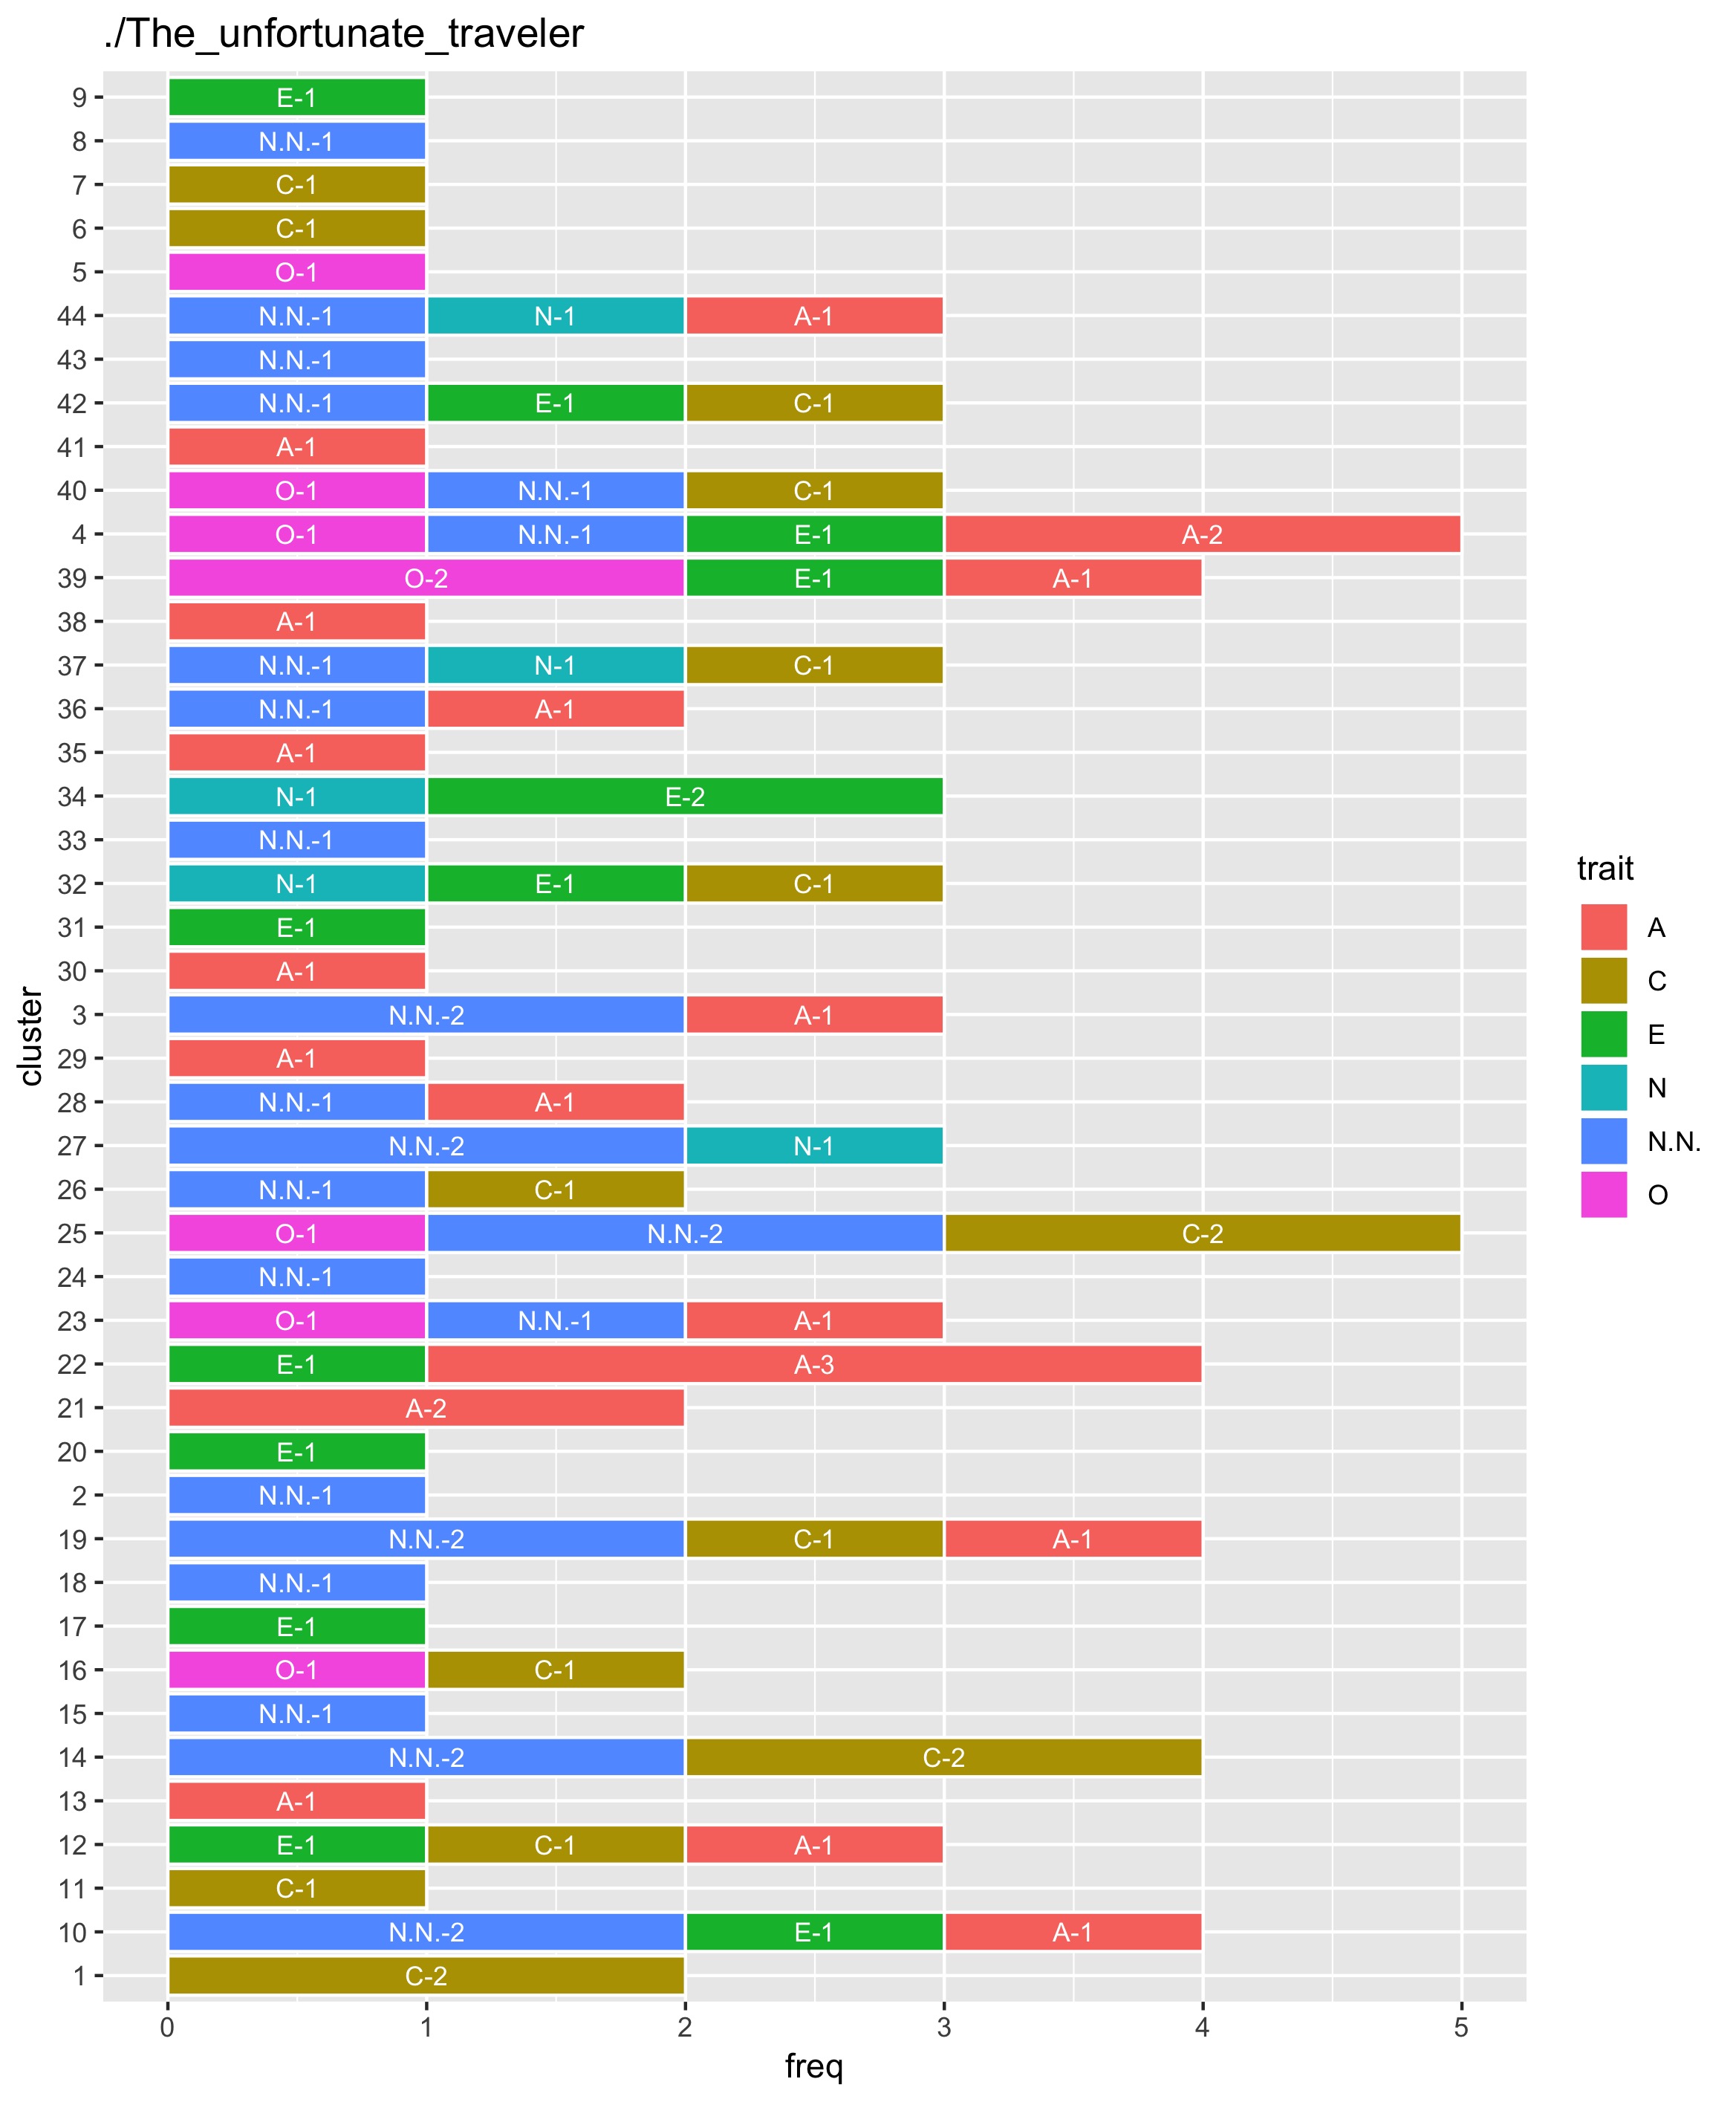 ./The_unfortunate_traveler
9 E-1
8 N.N.-1
7 C-1
6 C-1
5 O-1
44 N.N.-1 N-1 A-1
43 N.N.-1
42 N.N.-1 E-1 C-1
41 A-1
40 O-1 N.N.-1 C-1
4 O-1 N.N.-1 E-1 A-2
39 O-2 E-1 A-1
38 A-1
37 N.N.-1 N-1 C-1
36 N.N.-1 A-1
35 A-1
34 N-1 E-2
33 N.N.-1
32 N-1 E-1 C-1
31 E-1
30 A-1
3 N.N.-2 A-1
29 A-1
28 N.N.-1 A-1
27 N.N.-2 N-1
26 N.N.-1 C-1
25 O-1 N.N.-2 C-2
24 N.N.-1
23 O-1 N.N.-1 A-1
22 E-1 A-3
21 A-2
20 E-1
2 N.N.-1
19 N.N.-2 C-1 A-1
18 N.N.-1
17 E-1
16 O-1 C-1
15 N.N.-1
14 N.N.-2 C-2
13 A-1
12 E-1 C-1 A-1
11 C-1
10 N.N.-2 E-1 A-1
1 C-2
0 1 2 3 4 5
freq
cluster
trait
A
C
E
N
N.N.
O